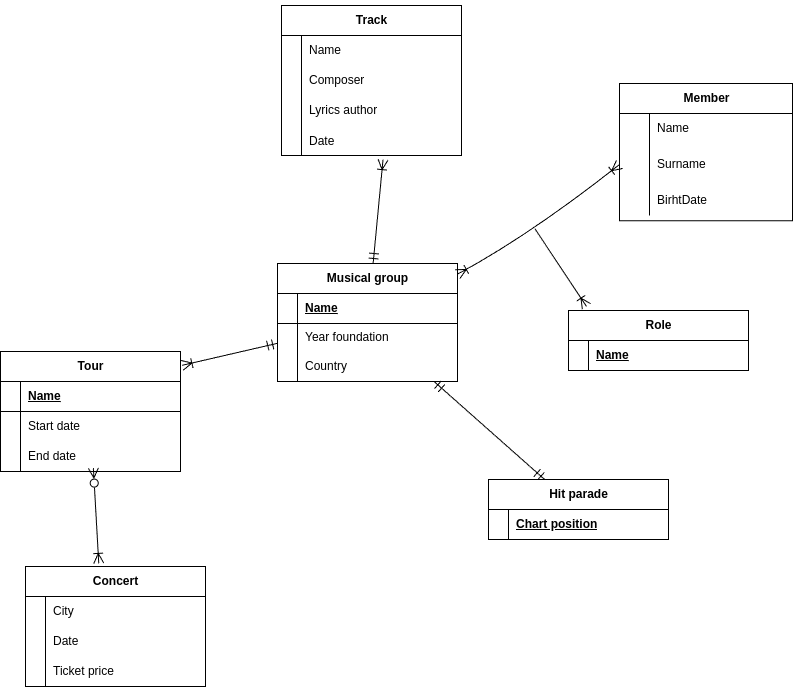 Track
Name
Composer
Lyrics author
Date
Member
Name
Surname
BirhtDate
Musical group
Name
Year foundation
Country
Role
Name
Tour
Name
Start date
End date
Hit parade
Chart position
Concert
City
Date
Ticket price